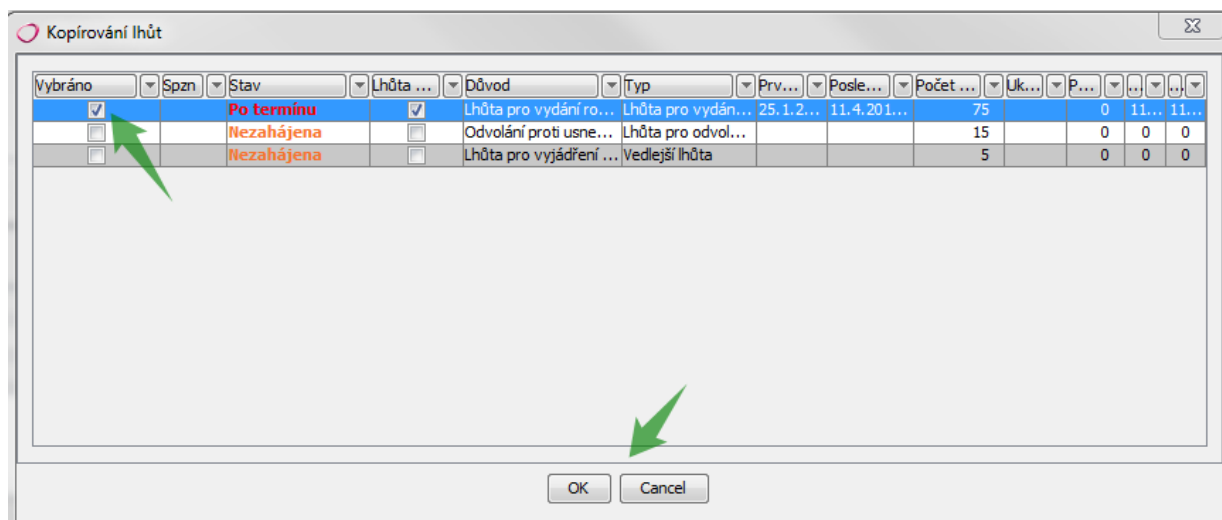 Kopírování lhůt
Vybráno Spzn Stav Lhůta ... Důvod Typ Prv... Posle... Počet ... Uk... P... ... ...
Po termínu Lhůta pro vydání ro... Lhůta pro vydán... 25.1.2... 11.4.201... 75 0 11... 11...
Nezahájena Odvolání proti usne... Lhůta pro odvol... 15 0 0 0
Nezahájena Lhůta pro vyjádření ... Vedlejší lhůta 5 0 0 0
OK Cancel